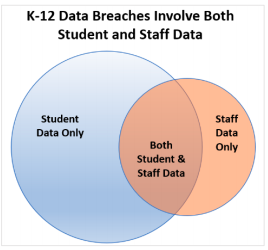 K-12 Data Breaches Involve Both
Student and Staff Data
Student
Data Only
Both
Student &
Staff Data
Staff
Data
Only